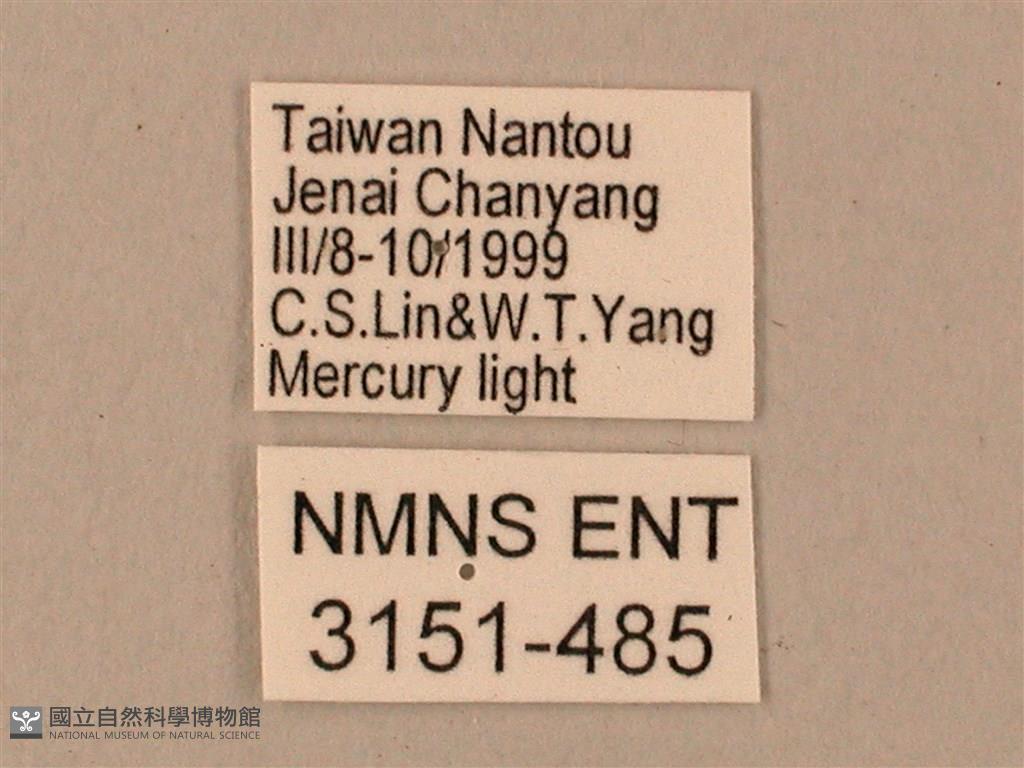 Taiwan Nantou
Jenai Chanyang
III/8-10/1999
C.S.Lin&W.T.Yang
Mercury light
NMNS ENT
3151-485
國立自然科學博物館
NATIONAL MUSEUM OF NATURAL SCIENCE